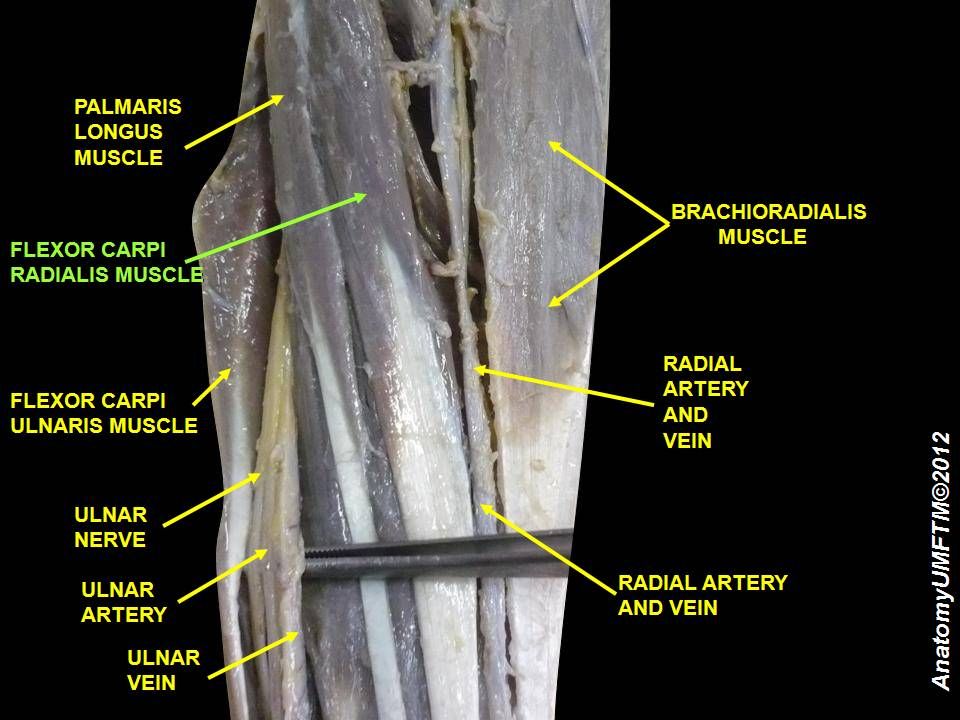 PALMARIS
LONGUS
MUSCLE
FLEXOR CARPI
RADIALIS MUSCLE
FLEXOR CARPI
ULNARIS MUSCLE
ULNAR
NERVE
ULNAR
ARTERY
ULNAR
VEIN
BRACHIORADIALIS
MUSCLE
RADIAL
ARTERY
AND
VEIN
RADIAL ARTERY
AND VEIN
AnatomyUMFTM©2012